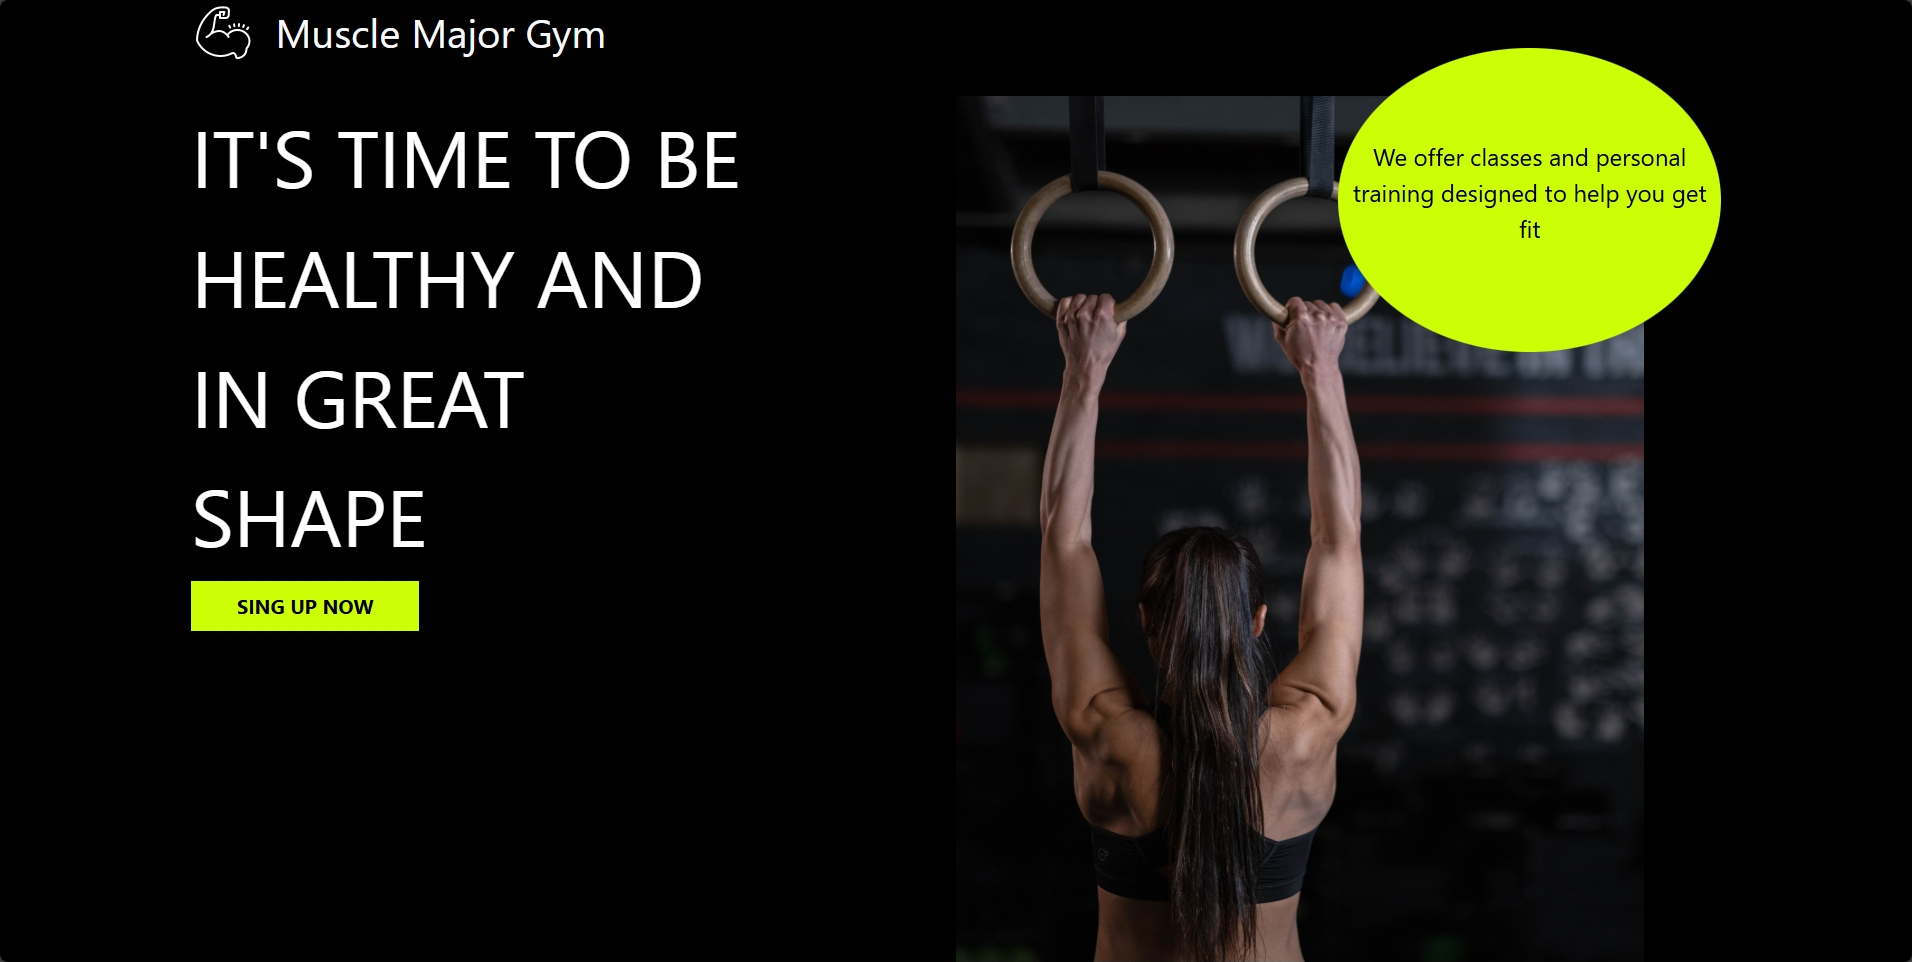 Muscle Major Gym
IT'S TIME TO BE
HEALTHY AND
IN GREAT
SHAPE
SING UP NOW
We offer classes and personal
training designed to help you get
fit